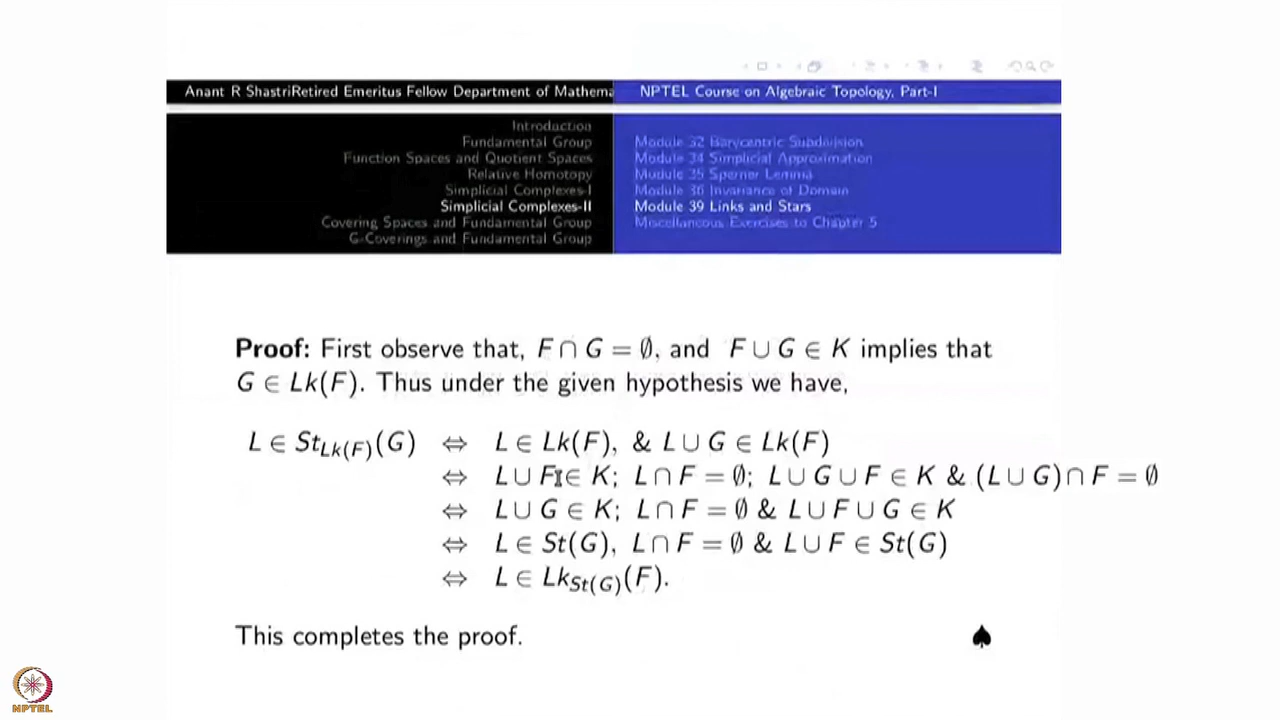 Anant R ShastriRetired Emeritus Fellow Department of Mathema
NPTEL Course on Algebraic Topology, Part-I
Introduction
Fundamental Group
Function Spaces and Quotient Spaces
Relative Homotopy
Simplicial Complexes-I
Simplicial Complexes-II
Covering Spaces and Fundamental Group
G-Coverings and Fundamental Group
Module 32 Barycentric Subdivision
Module 34 Simplicial Approximation
Module 35 Sperner Lemma
Module 36 Invariance of Domain
Module 39 Links and Stars
Miscellaneous Exercises to Chapter 5
Proof: First observe that, F ∩ G = ∅, and F ∪ G ∈ K implies that
G ∈ Lk(F). Thus under the given hypothesis we have,
L ∈ St_{Lk(F)}(G) ⇔ L ∈ Lk(F), & L ∪ G ∈ Lk(F)
⇔ L ∪ F ∈ K; L ∩ F = ∅; L ∪ G ∪ F ∈ K & (L ∪ G) ∩ F = ∅
⇔ L ∪ G ∈ K; L ∩ F = ∅ & L ∪ F ∪ G ∈ K
⇔ L ∈ St(G), L ∩ F = ∅ & L ∪ F ∈ St(G)
⇔ L ∈ Lk_{St(G)}(F).
This completes the proof. ♠
NPTEL